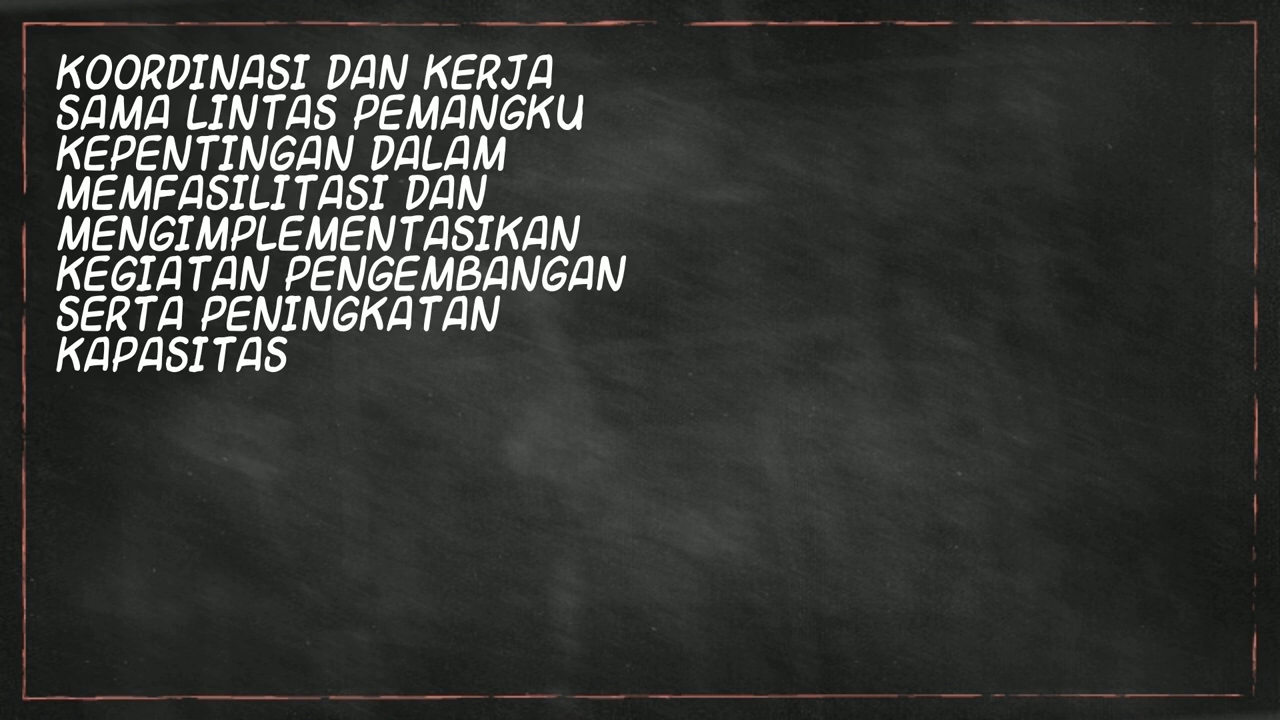 KOORDINASI DAN KERJA
SAMA LINTAS PEMANGKU
KEPENTINGAN DALAM
MEMFASILITASI DAN
MENGIMPLEMENTASIKAN
KEGIATAN PENGEMBANGAN
SERTA PENINGKATAN
KAPASITAS